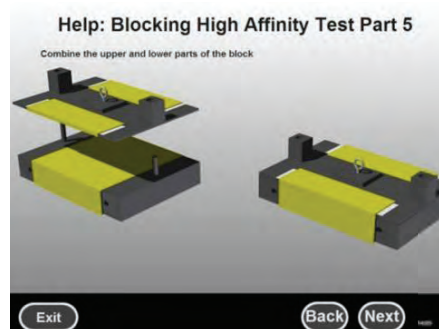 Help: Blocking High Affinity Test Part 5
Combine the upper and lower parts of the block
Exit
Back
Next